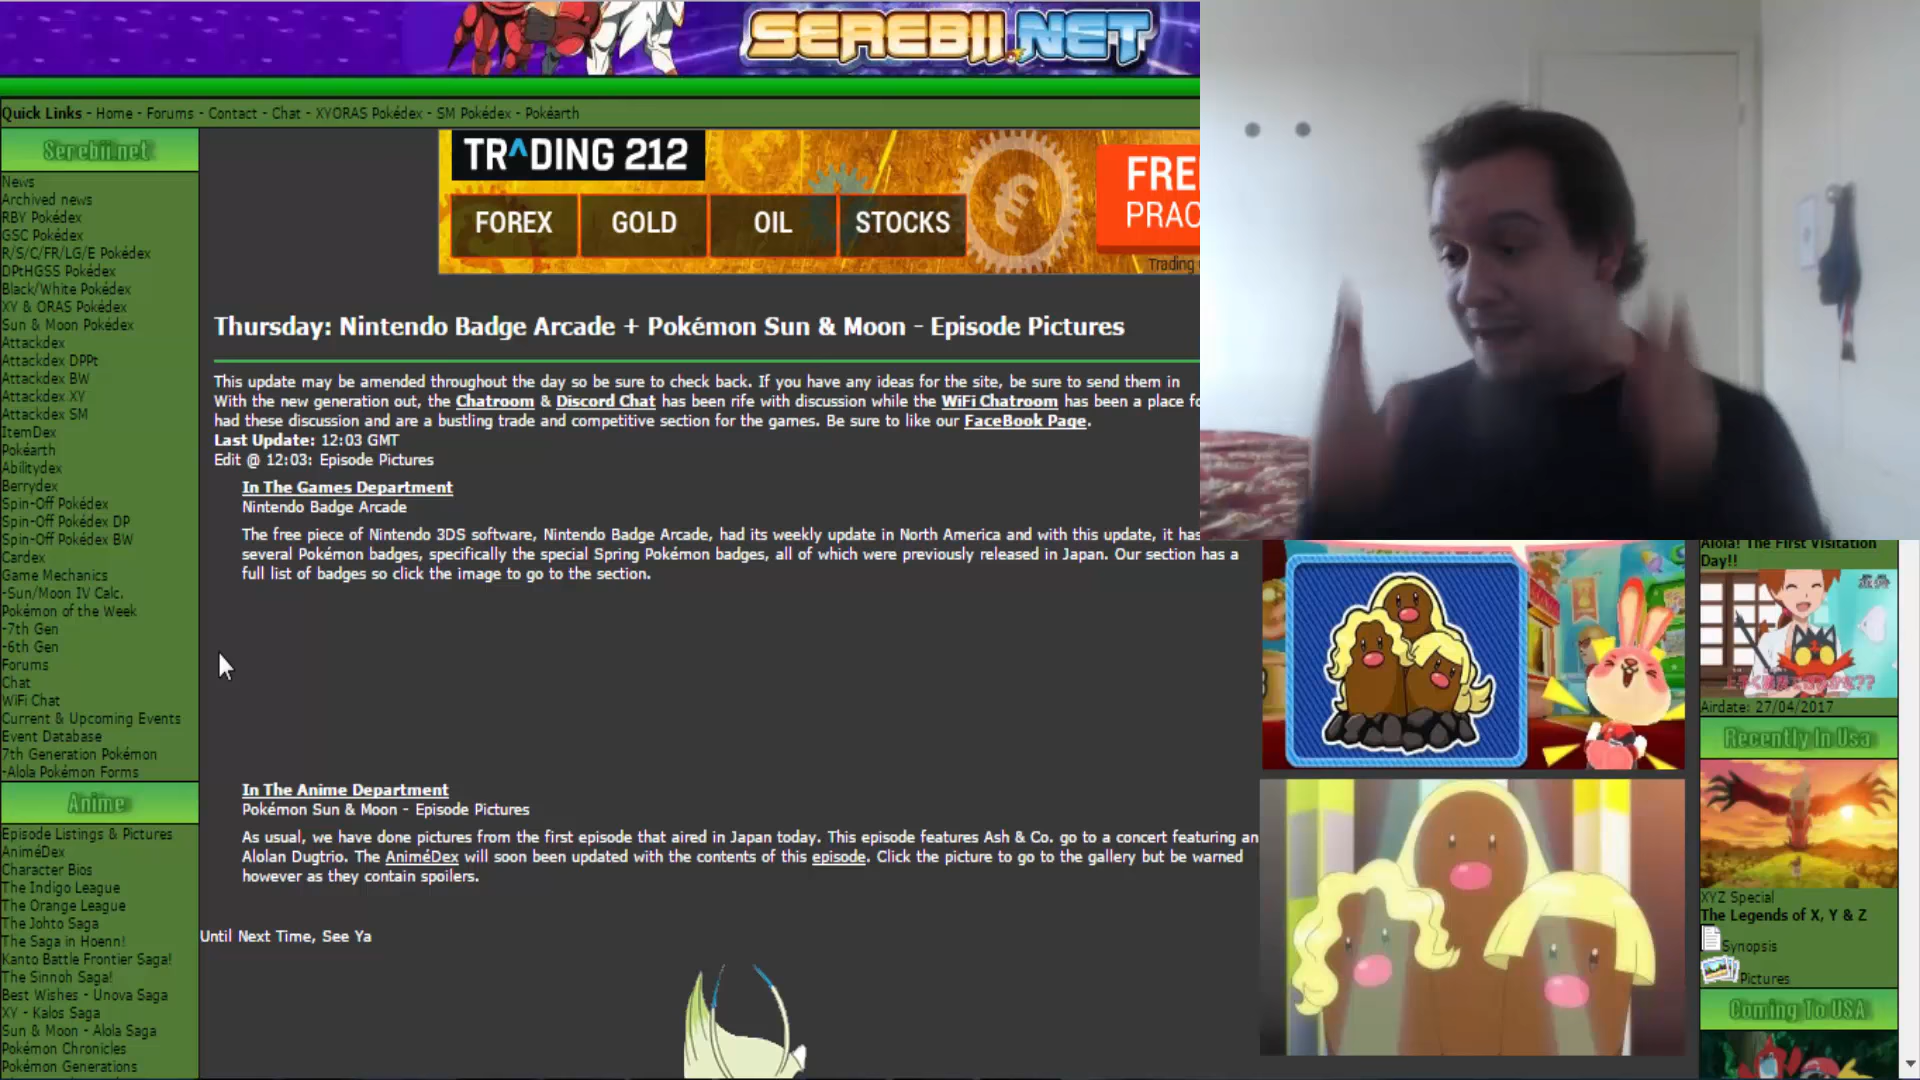 SEREBII.NET
Quick Links - Home - Forums - Contact - Chat - XYORAS Pokédex - SM Pokédex - Pokéarth
Serebii.net
News
Archived news
RBY Pokédex
GSC Pokédex
R/S/C/FR/LG/E Pokédex
DPtHGSS Pokédex
Black/White Pokédex
XY & ORAS Pokédex
Sun & Moon Pokédex
Attackdex
Attackdex DPPt
Attackdex BW
Attackdex XY
Attackdex SM
ItemDex
Pokéarth
Abilitydex
Berrydex
Spin-Off Pokédex
Spin-Off Pokédex DP
Spin-Off Pokédex BW
Cardex
Game Mechanics
-Sun/Moon IV Calc.
Pokémon of the Week
-7th Gen
-6th Gen
Forums
Chat
WiFi Chat
Current & Upcoming Events
Event Database
7th Generation Pokémon
-Alola Pokémon Forms
Anime
Episode Listings & Pictures
AniméDex
Character Bios
The Indigo League
The Orange League
The Johto Saga
The Saga in Hoenn!
Kanto Battle Frontier Saga!
The Sinnoh Saga!
Best Wishes - Unova Saga
XY - Kalos Saga
Sun & Moon - Alola Saga
Pokémon Chronicles
Pokémon Generations
TRADING 212
FOREX
GOLD
OIL
STOCKS
FRE
PRAC
Trading
Thursday: Nintendo Badge Arcade + Pokémon Sun & Moon - Episode Pictures
This update may be amended throughout the day so be sure to check back. If you have any ideas for the site, be sure to send them in
With the new generation out, the Chatroom & Discord Chat has been rife with discussion while the WiFi Chatroom has been a place fo
had these discussion and are a bustling trade and competitive section for the games. Be sure to like our FaceBook Page.
Last Update: 12:03 GMT
Edit @ 12:03: Episode Pictures
In The Games Department
Nintendo Badge Arcade
The free piece of Nintendo 3DS software, Nintendo Badge Arcade, had its weekly update in North America and with this update, it has
several Pokémon badges, specifically the special Spring Pokémon badges, all of which were previously released in Japan. Our section has a
full list of badges so click the image to go to the section.
In The Anime Department
Pokémon Sun & Moon - Episode Pictures
As usual, we have done pictures from the first episode that aired in Japan today. This episode features Ash & Co. go to a concert featuring an
Alolan Dugtrio. The AniméDex will soon been updated with the contents of this episode. Click the picture to go to the gallery but be warned
however as they contain spoilers.
Until Next Time, See Ya
Alola! The First Visitation
Day!!
Airdate: 27/04/2017
Recently In Usa
XYZ Special
The Legends of X, Y & Z
Synopsis
Pictures
Coming To USA